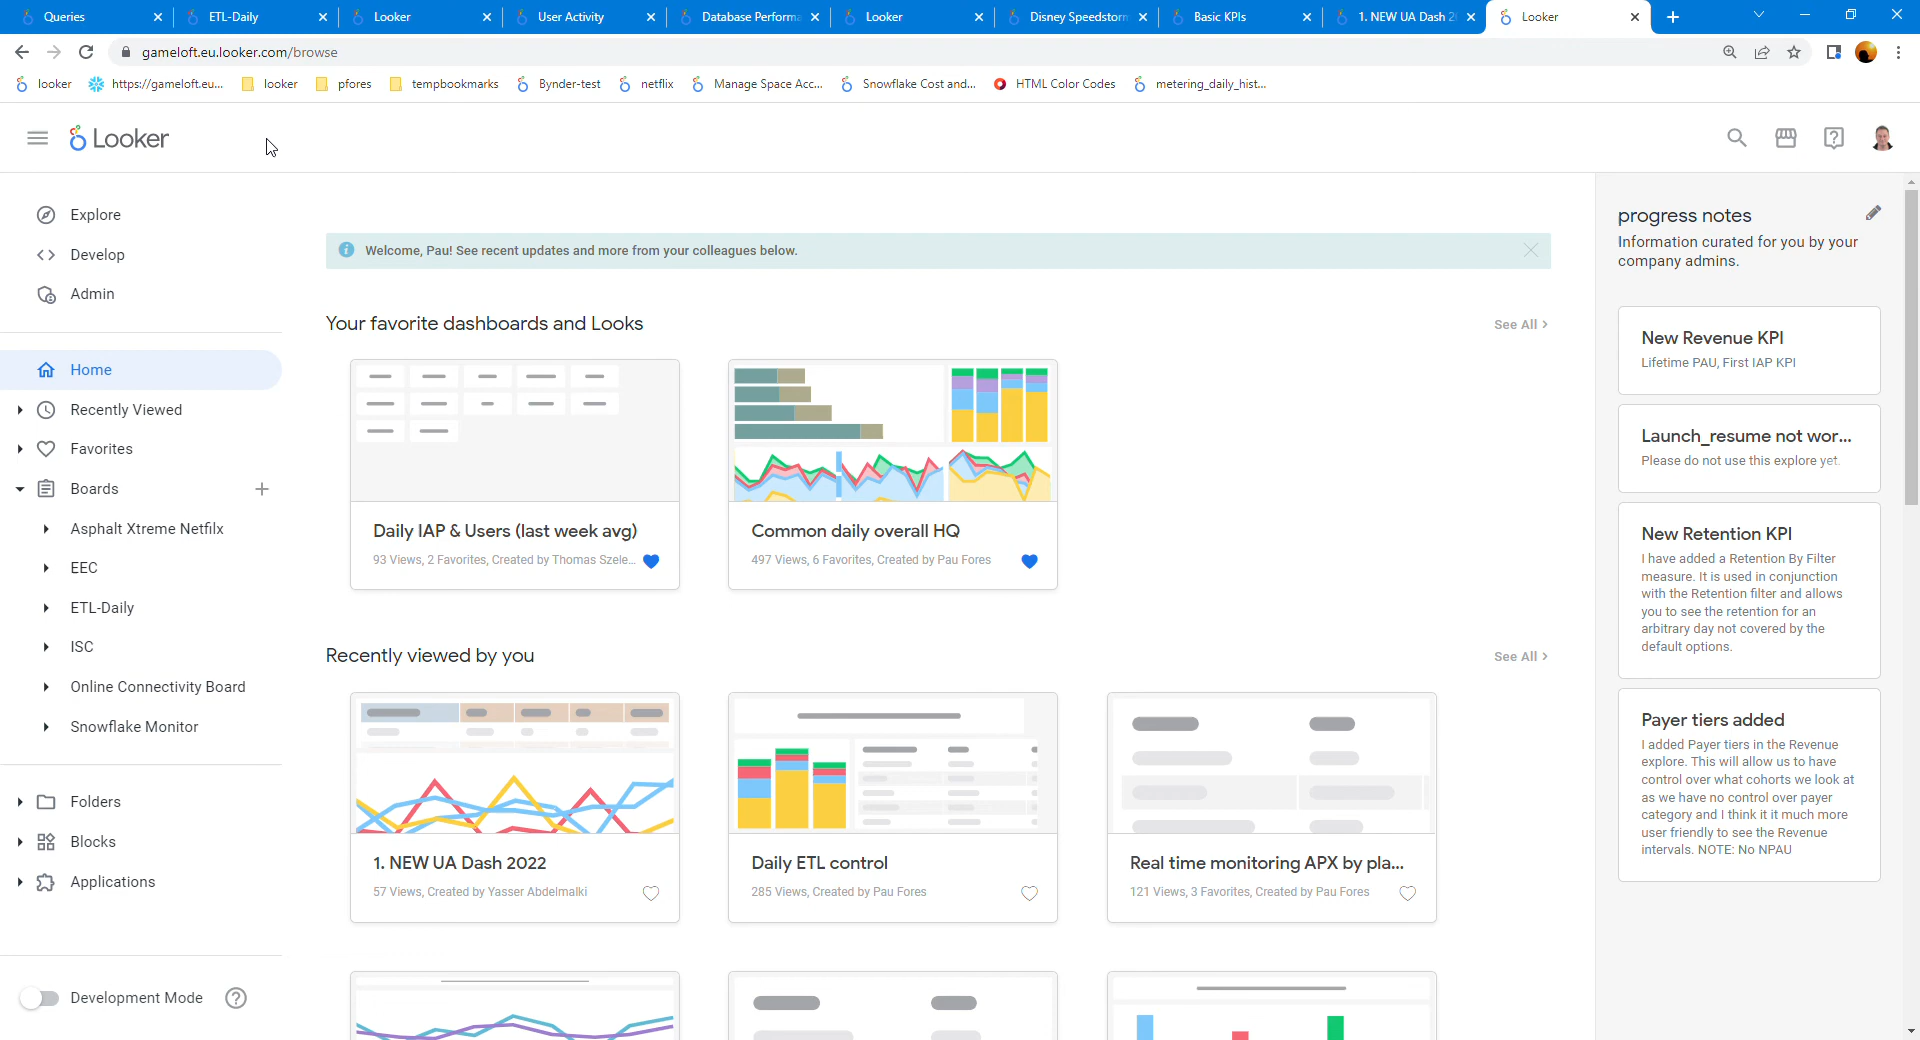 Queries
ETL-Daily
Looker
User Activity
Database Performa
Looker
Disney Speedstorm
Basic KPIs
1. NEW UA Dash 2
Looker
gameloft.eu.looker.com/browse
looker
https://gameloft.eu...
looker
pfores
tempbookmarks
Bynder-test
netflix
Manage Space Acc...
Snowflake Cost and...
HTML Color Codes
metering_daily_hist...
Looker
Explore
Develop
Admin
Home
Recently Viewed
Favorites
Boards
Asphalt Xtreme Netfilx
EEC
ETL-Daily
ISC
Online Connectivity Board
Snowflake Monitor
Folders
Blocks
Applications
Development Mode
Welcome, Pau! See recent updates and more from your colleagues below.
Your favorite dashboards and Looks
See All
Daily IAP & Users (last week avg)
93 Views, 2 Favorites, Created by Thomas Szele...
Common daily overall HQ
497 Views, 6 Favorites, Created by Pau Fores
Recently viewed by you
See All
1. NEW UA Dash 2022
57 Views, Created by Yasser Abdelmalki
Daily ETL control
285 Views, Created by Pau Fores
Real time monitoring APX by pla...
121 Views, 3 Favorites, Created by Pau Fores
progress notes
Information curated for you by your
company admins.
New Revenue KPI
Lifetime PAU, First IAP KPI
Launch_resume not wor...
Please do not use this explore yet.
New Retention KPI
I have added a Retention By Filter
measure. It is used in conjunction
with the Retention filter and allows
you to see the retention for an
arbitrary day not covered by the
default options.
Payer tiers added
I added Payer tiers in the Revenue
explore. This will allow us to have
control over what cohorts we look at
as we have no control over payer
category and I think it it much more
user friendly to see the Revenue
intervals. NOTE: No NPAU